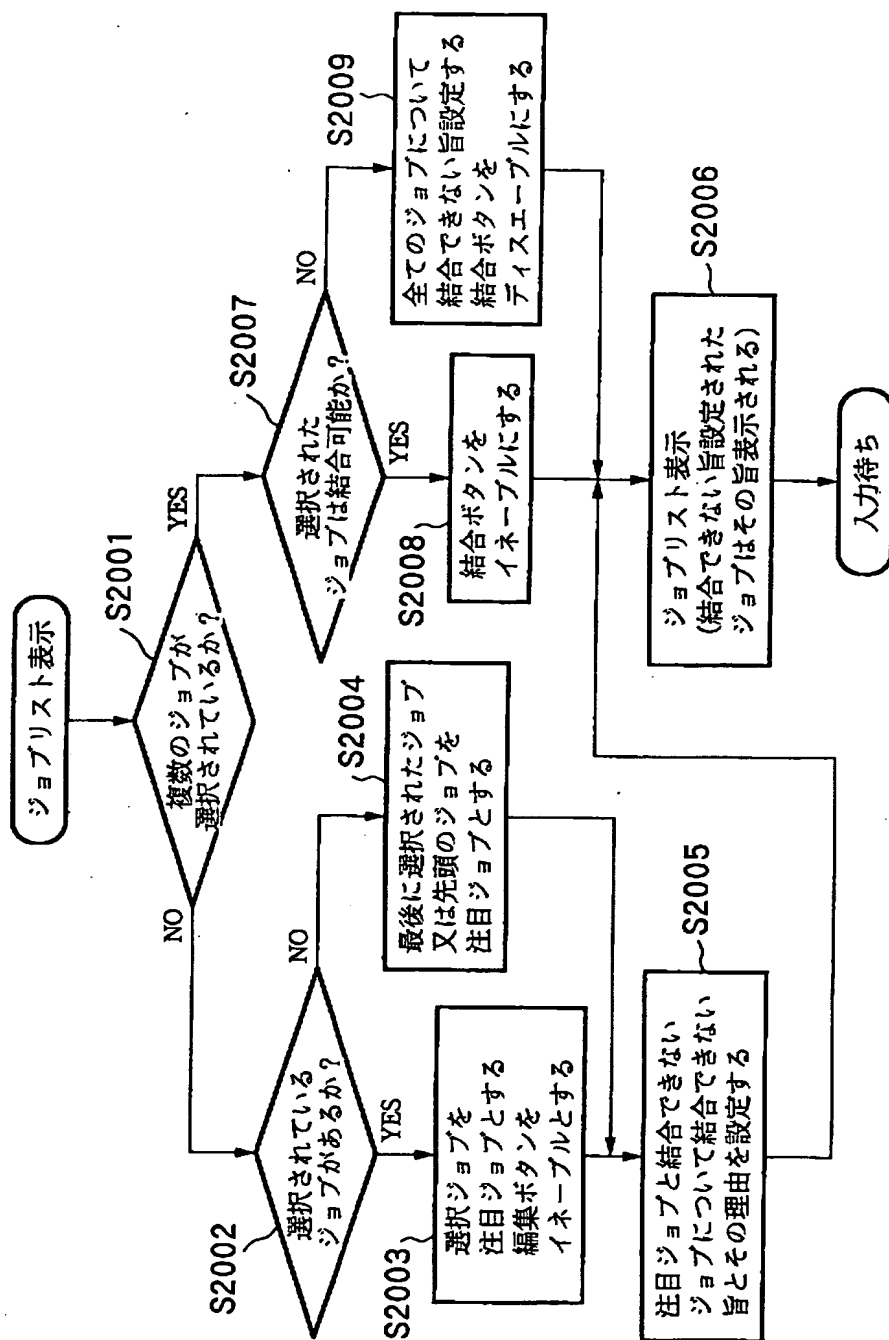 ジョブリスト表示
S2001
複数のジョブが
選択されているか?
NO
YES
S2002
選択されている
ジョブがあるか?
NO
YES
S2003
選択ジョブを
注目ジョブとする
編集ボタンを
イネーブルとする
S2004
最後に選択されたジョブ
又は先頭のジョブを
注目ジョブとする
S2005
注目ジョブと結合できない
ジョブについて結合できない
旨とその理由を設定する
S2007
選択された
ジョブは結合可能か?
NO
YES
S2008
結合ボタンを
イネーブルにする
S2009
全てのジョブについて
結合できない旨設定する
結合ボタンを
ディスエーブルにする
S2006
ジョブリスト表示
(結合できない旨設定された
ジョブはその旨表示される)
入力待ち